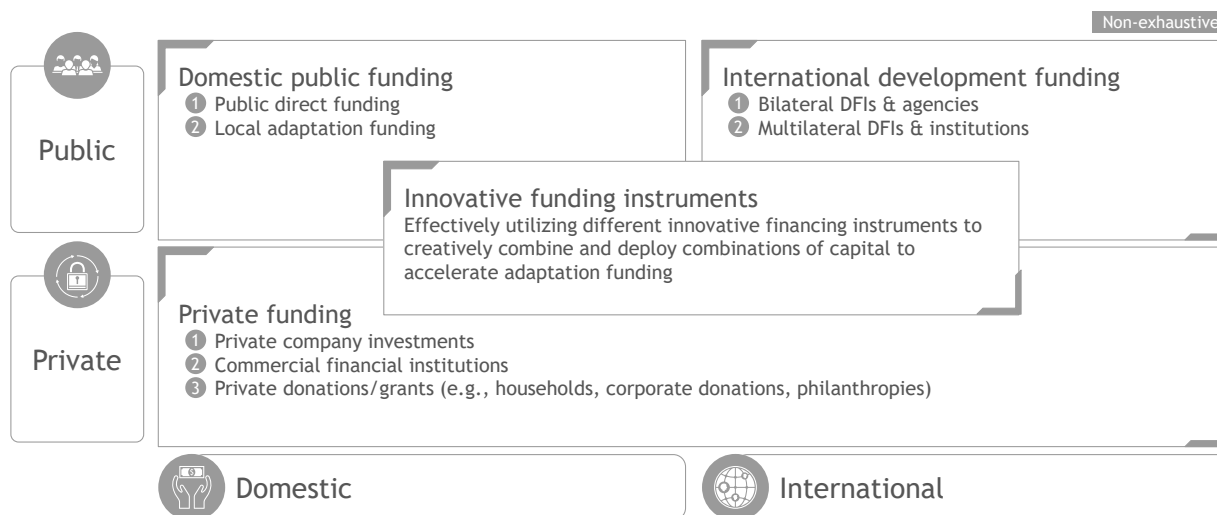 Non-exhaustive
Public
Domestic public funding
1 Public direct funding
2 Local adaptation funding
International development funding
1 Bilateral DFIs & agencies
2 Multilateral DFIs & institutions
Innovative funding instruments
Effectively utilizing different innovative financing instruments to
creatively combine and deploy combinations of capital to
accelerate adaptation funding
Private
Private funding
1 Private company investments
2 Commercial financial institutions
3 Private donations/grants (e.g., households, corporate donations, philanthropies)
Domestic
International